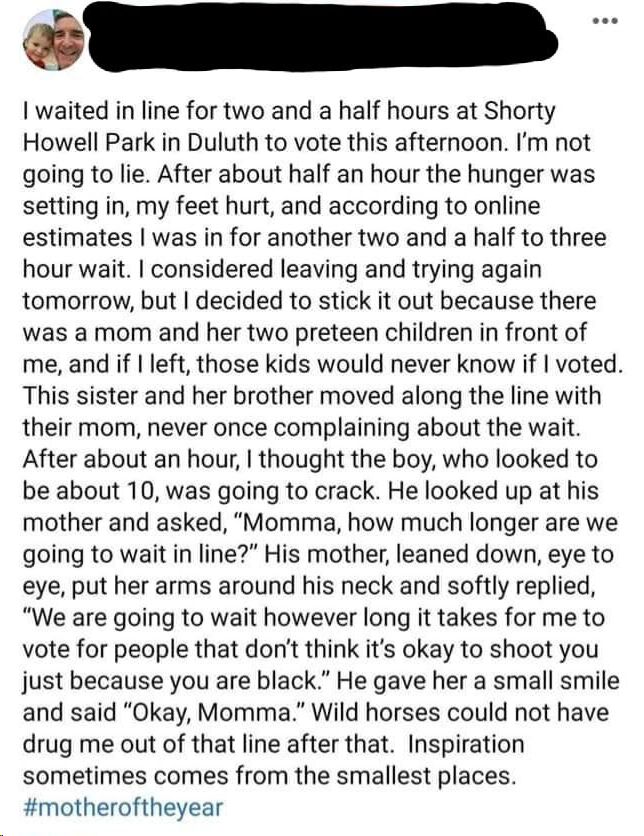 I waited in line for two and a half hours at Shorty
Howell Park in Duluth to vote this afternoon. I'm not
going to lie. After about half an hour the hunger was
setting in, my feet hurt, and according to online
estimates I was in for another two and a half to three
hour wait. I considered leaving and trying again
tomorrow, but I decided to stick it out because there
was a mom and her two preteen children in front of
me, and if I left, those kids would never know if I voted.
This sister and her brother moved along the line with
their mom, never once complaining about the wait.
After about an hour, I thought the boy, who looked to
be about 10, was going to crack. He looked up at his
mother and asked, “Momma, how much longer are we
going to wait in line?” His mother, leaned down, eye to
eye, put her arms around his neck and softly replied,
“We are going to wait however long it takes for me to
vote for people that don’t think it’s okay to shoot you
just because you are black.” He gave her a small smile
and said “Okay, Momma.” Wild horses could not have
drug me out of that line after that.  Inspiration
sometimes comes from the smallest places.
#motheroftheyear